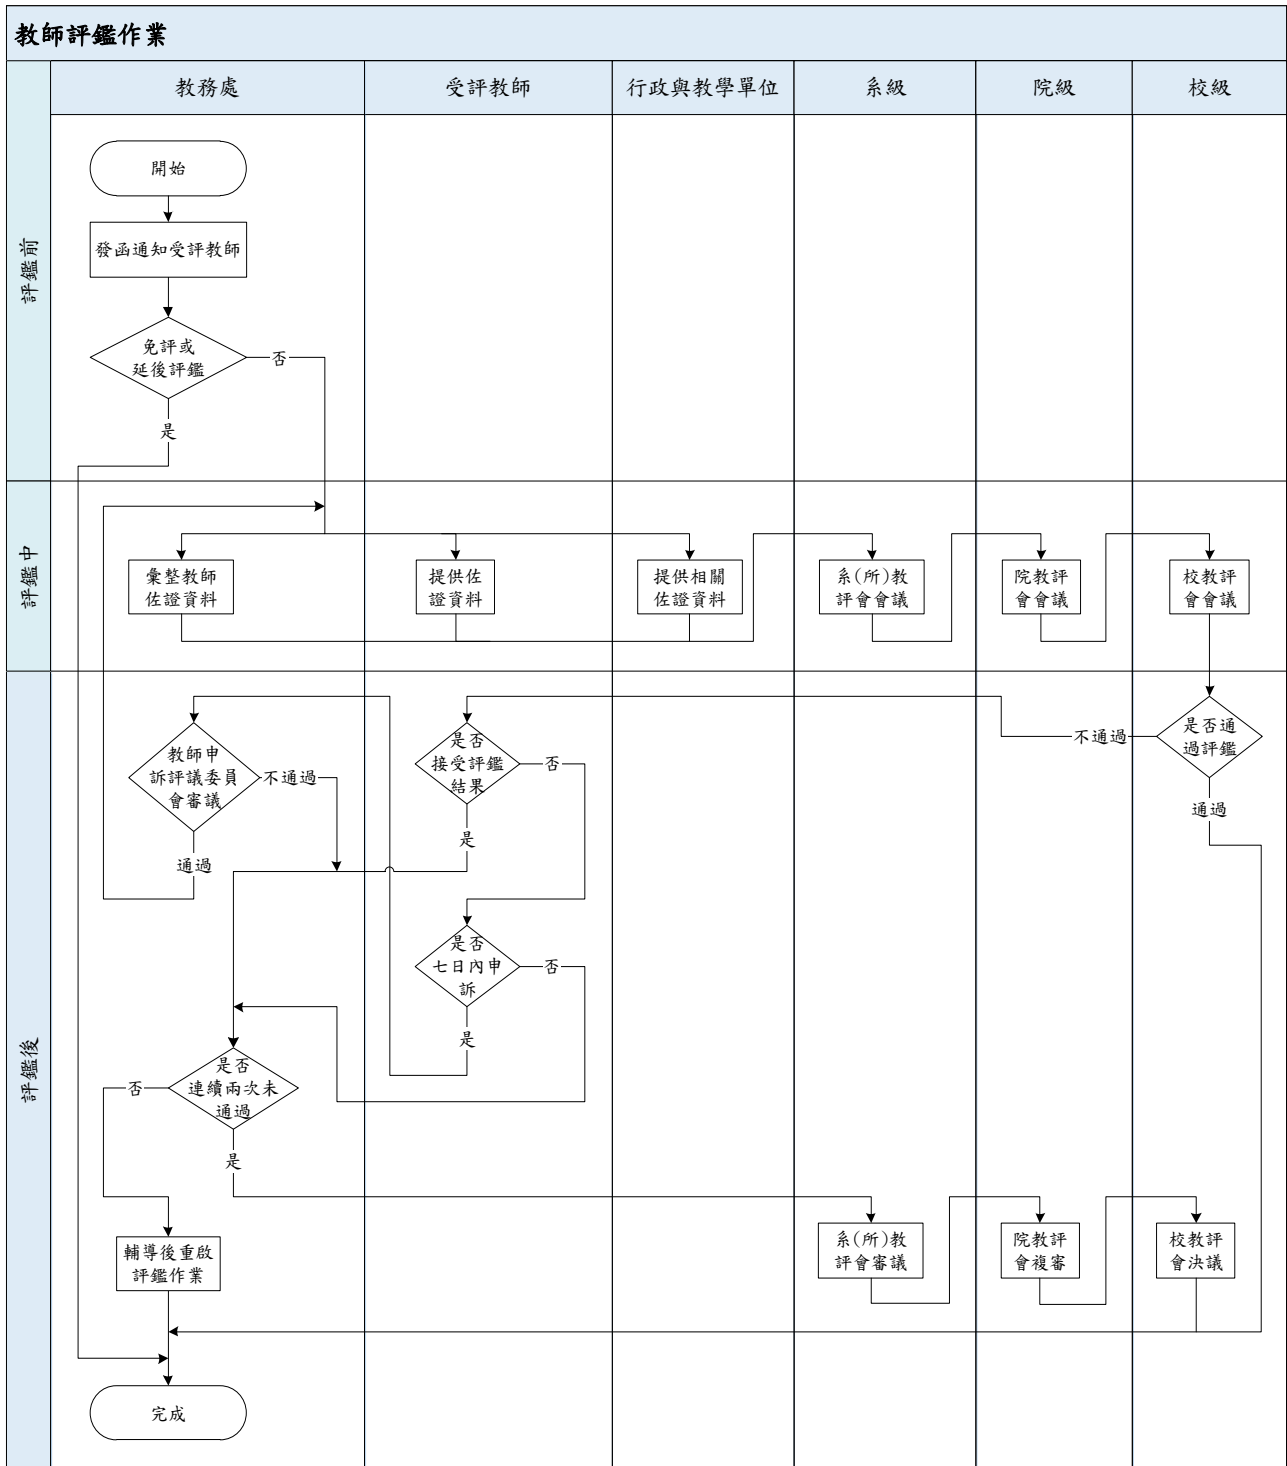 教師評鑑作業
教務處
受評教師
行政與教學單位
系級
院級
校級
評鑑前
開始
發函通知受評教師
免評或
延後評鑑
否
是
評鑑中
彙整教師
佐證資料
提供佐
證資料
提供相關
佐證資料
系(所)教
評會會議
院教評
會會議
校教評
會會議
評鑑後
教師申
訴評議委員
會審議
不通過
通過
是否
接受評鑑
結果
否
是
不通過
是否通
過評鑑
通過
是否
七日內申
訴
否
是
是否
連續兩次未
通過
否
是
輔導後重啟
評鑑作業
系(所)教
評會審議
院教評
會複審
校教評
會決議
完成